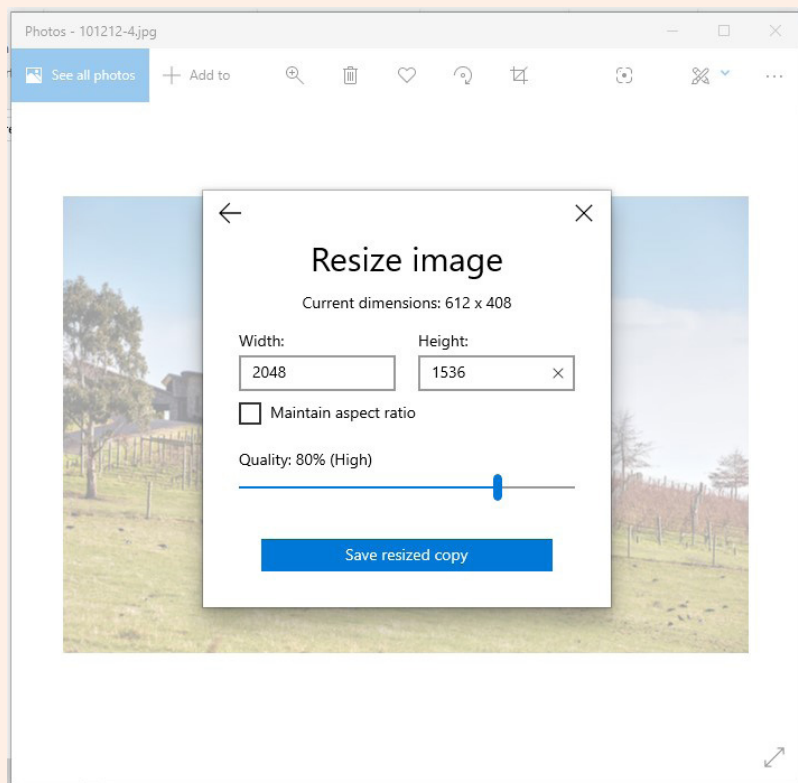 Photos - 101212-4.jpg
See all photos
Add to
Resize image
Current dimensions: 612 x 408
Width:
Height:
2048
1536
Maintain aspect ratio
Quality: 80% (High)
Save resized copy